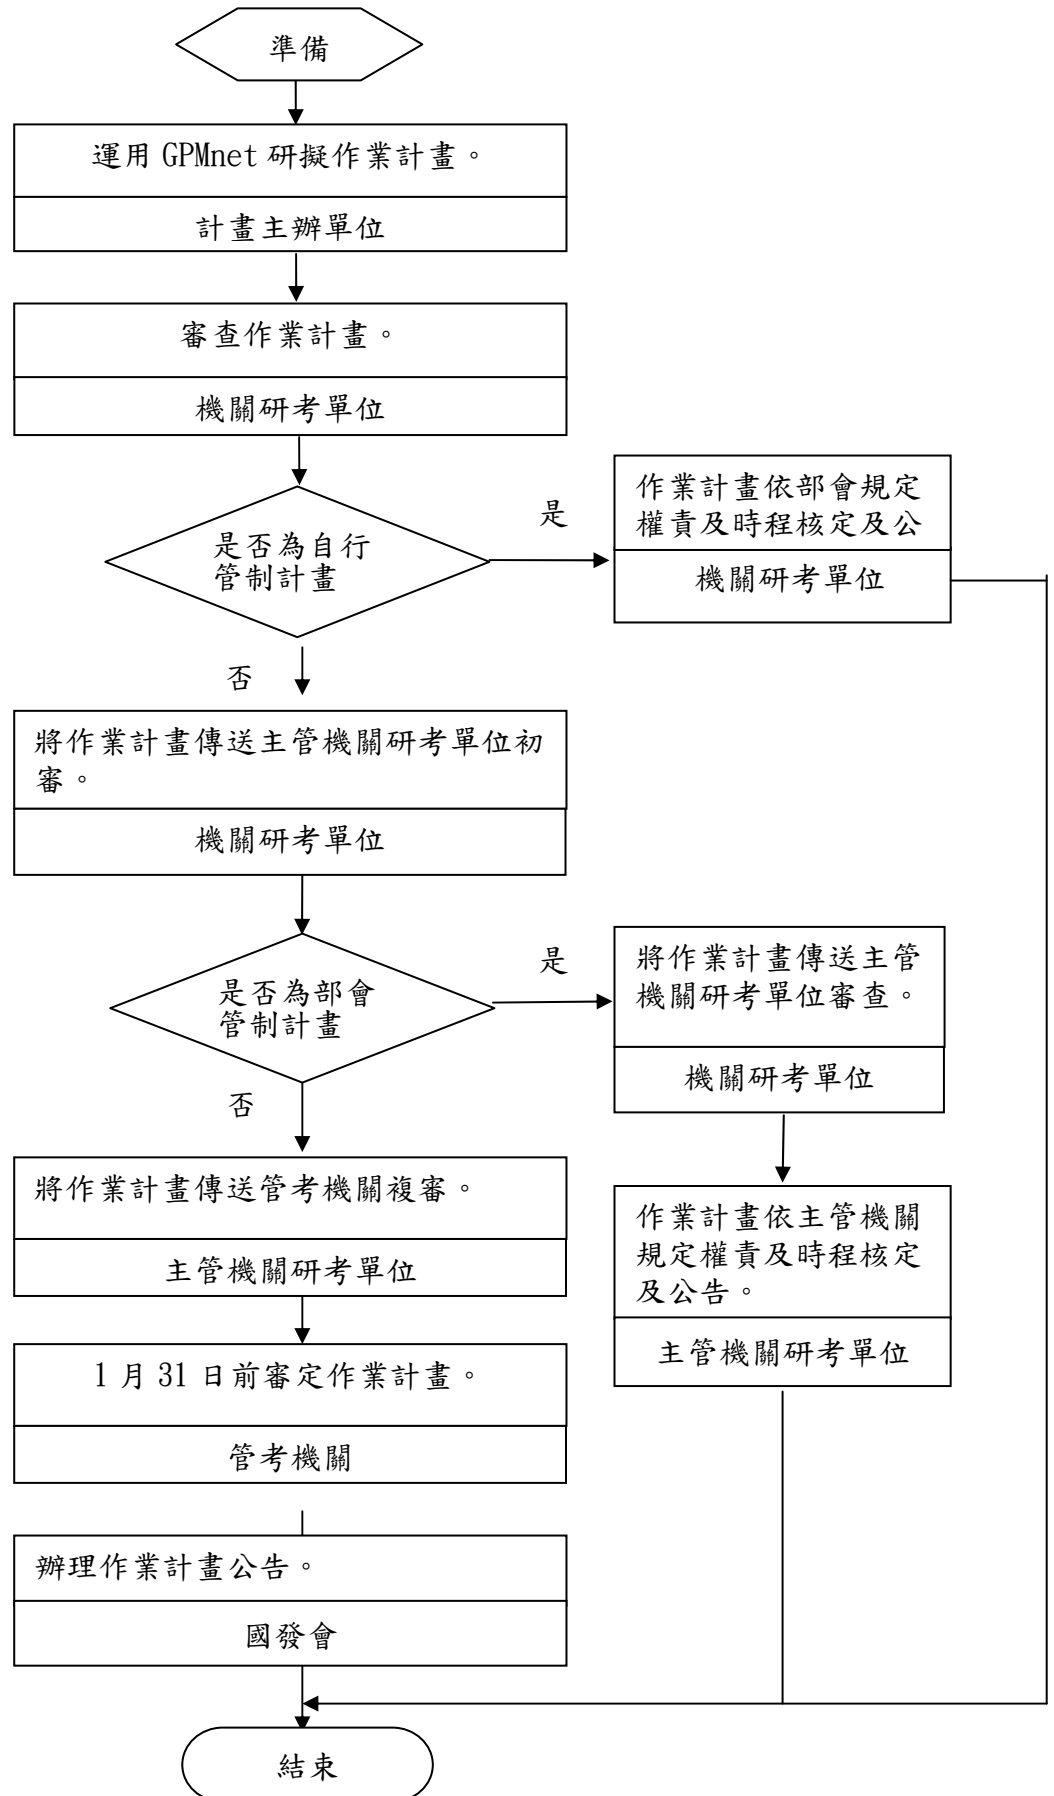 準備
運用 GPMnet 研擬作業計畫。
計畫主辦單位
審查作業計畫。
機關研考單位
是否為自行
管制計畫
是
作業計畫依部會規定
權責及時程核定及公
機關研考單位
否
將作業計畫傳送主管機關研考單位初
審。
機關研考單位
是否為部會
管制計畫
是
將作業計畫傳送主管
機關研考單位審查。
機關研考單位
否
將作業計畫傳送管考機關複審。
主管機關研考單位
作業計畫依主管機關
規定權責及時程核定
及公告。
主管機關研考單位
1 月 31 日前審定作業計畫。
管考機關
辦理作業計畫公告。
國發會
結束